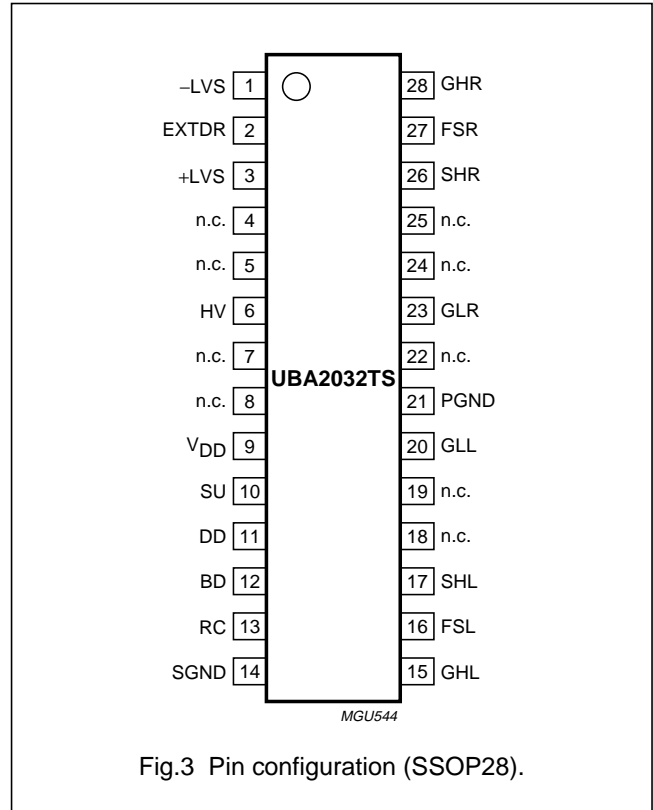 –LVS 1 28 GHR
EXTDR 2 27 FSR
+LVS 3 26 SHR
n.c. 4 25 n.c.
n.c. 5 24 n.c.
HV 6 23 GLR
n.c. 7 22 n.c.
UBA2032TS
n.c. 8 21 PGND
VDD 9 20 GLL
SU 10 19 n.c.
DD 11 18 n.c.
BD 12 17 SHL
RC 13 16 FSL
SGND 14 15 GHL
MGU544
Fig.3 Pin configuration (SSOP28).